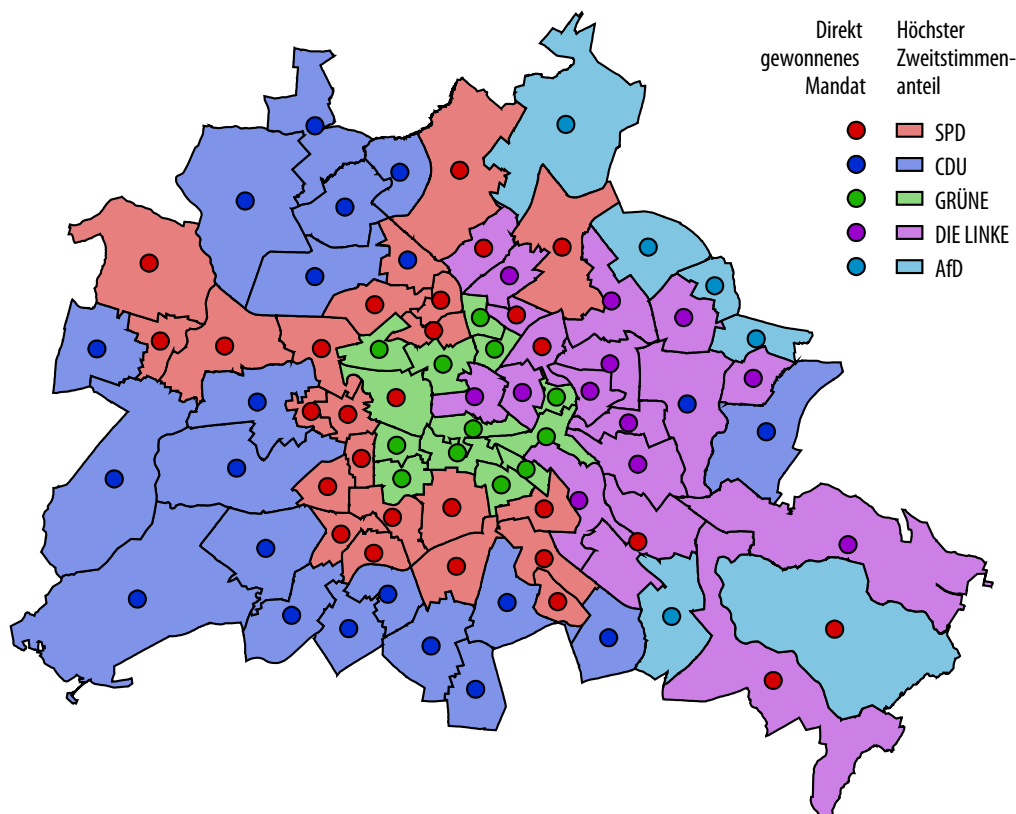 Direkt
gewonnenes
Mandat
Höchster
Zweitstimmen-
anteil
SPD
CDU
GRÜNE
DIE LINKE
AfD